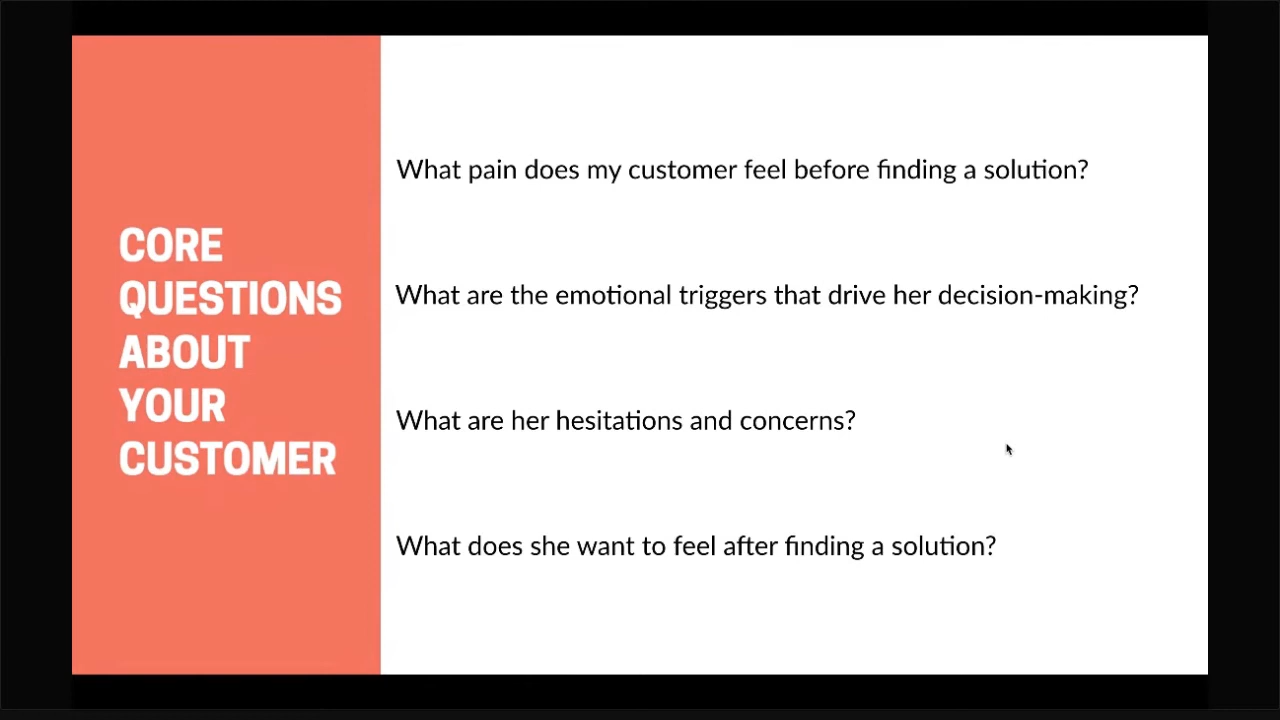 CORE
QUESTIONS
ABOUT
YOUR
CUSTOMER
What pain does my customer feel before finding a solution?
What are the emotional triggers that drive her decision-making?
What are her hesitations and concerns?
What does she want to feel after finding a solution?